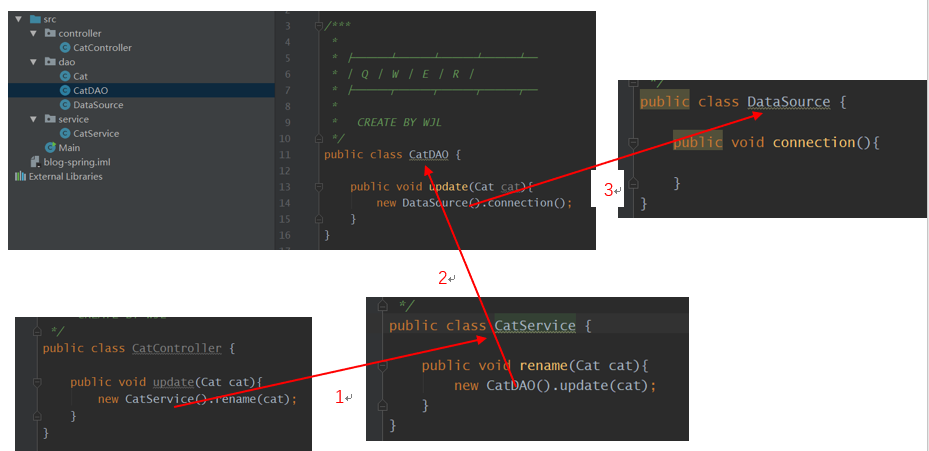 src
controller
CatController
dao
Cat
CatDAO
DataSource
service
CatService
Main
blog-spring.iml
External Libraries
3 /***
4 *
5 *
6 * / Q / W / E / R /
7 *
8 *
9 * CREATE BY WJL
10 */
11 public class CatDAO {
12
13 public void update(Cat cat){
14 new DataSource().connection();
15 }
16 }
*/
public class DataSource {
public void connection(){
}
}
3
2
*/
public class CatController {
public void update(Cat cat){
new CatService().rename(cat);
}
}
1
*/
public class CatService {
public void rename(Cat cat){
new CatDAO().update(cat);
}
}